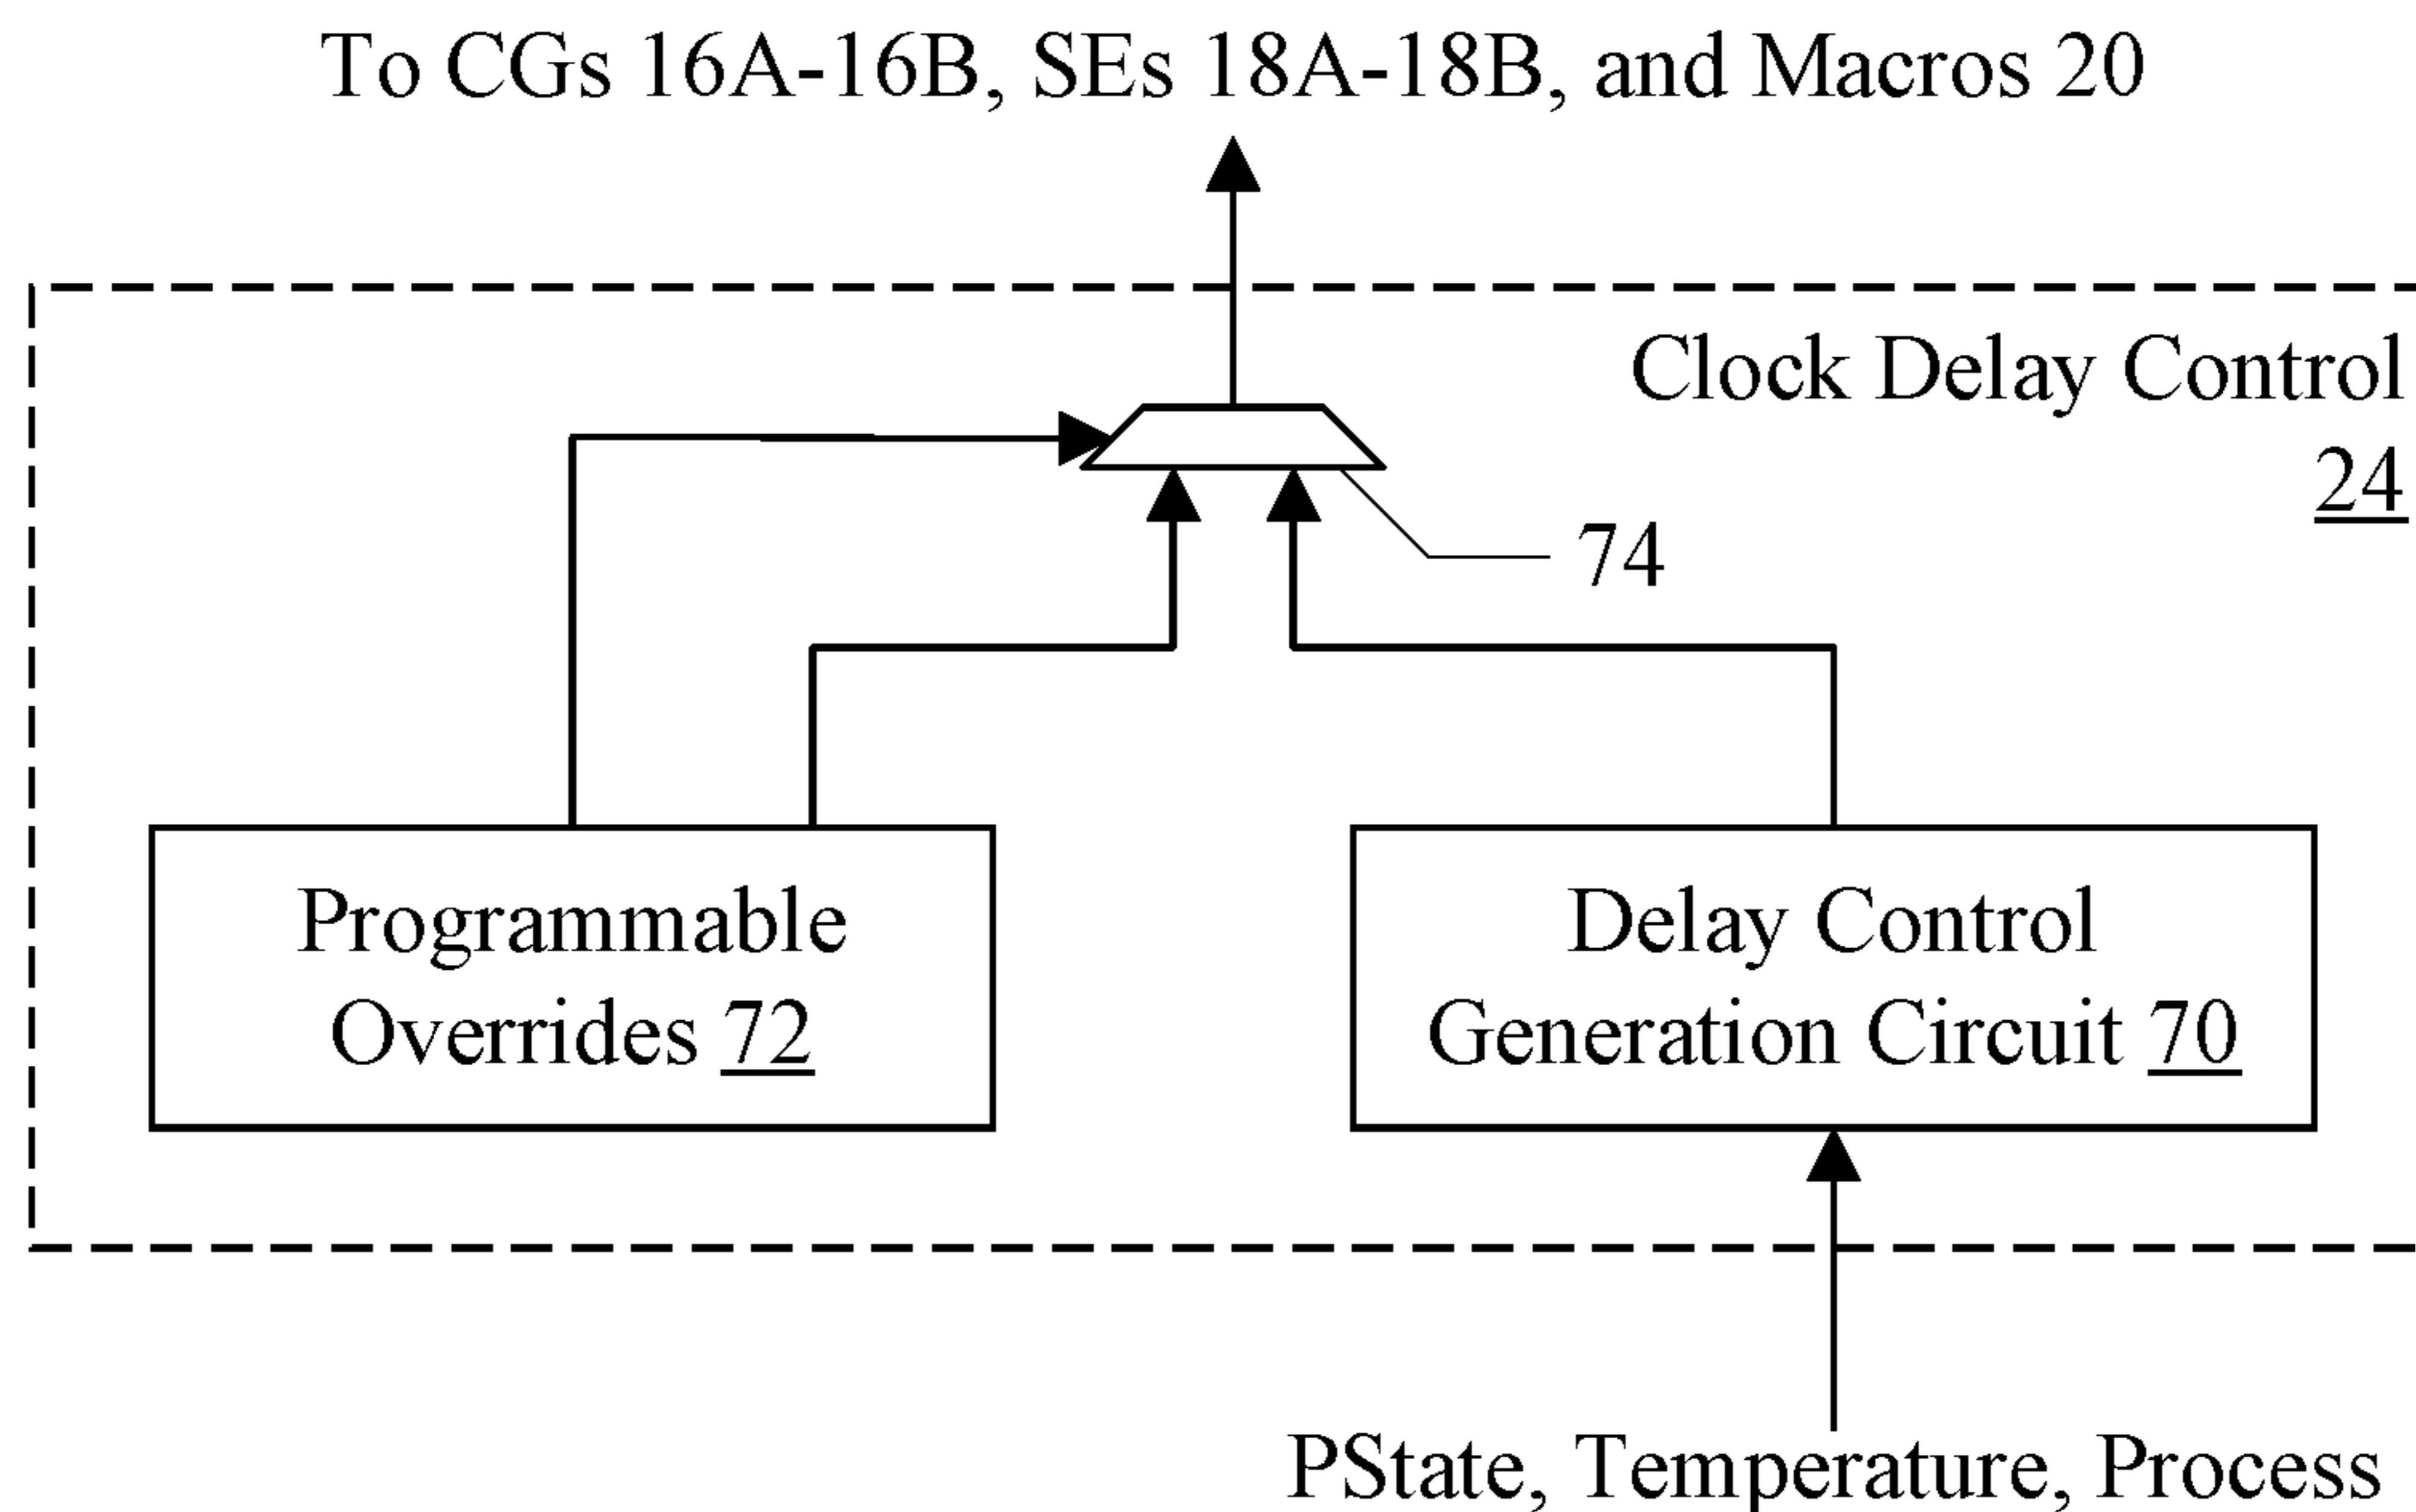 To CGs 16A-16B, SEs 18A-18B, and Macros 20
Clock Delay Control
24
74
Programmable
Overrides 72
Delay Control
Generation Circuit 70
PState, Temperature, Process